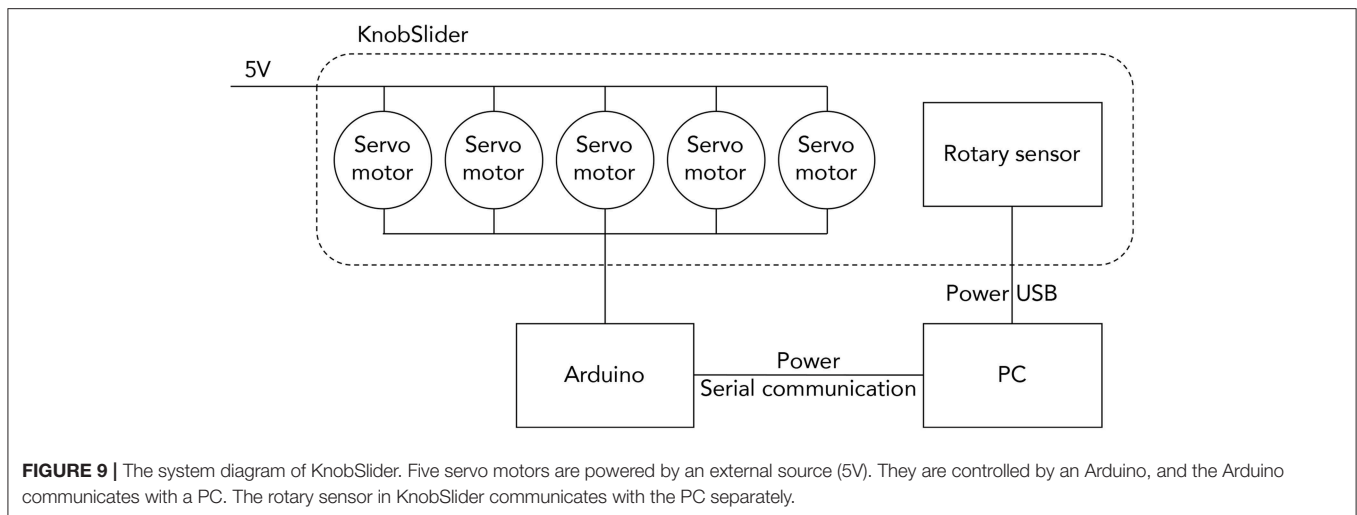 KnobSlider
5V
Servo
motor
Servo
motor
Servo
motor
Servo
motor
Servo
motor
Rotary sensor
Power USB
Arduino
Power
Serial communication
PC
FIGURE 9 | The system diagram of KnobSlider. Five servo motors are powered by an external source (5V). They are controlled by an Arduino, and the Arduino
communicates with a PC. The rotary sensor in KnobSlider communicates with the PC separately.